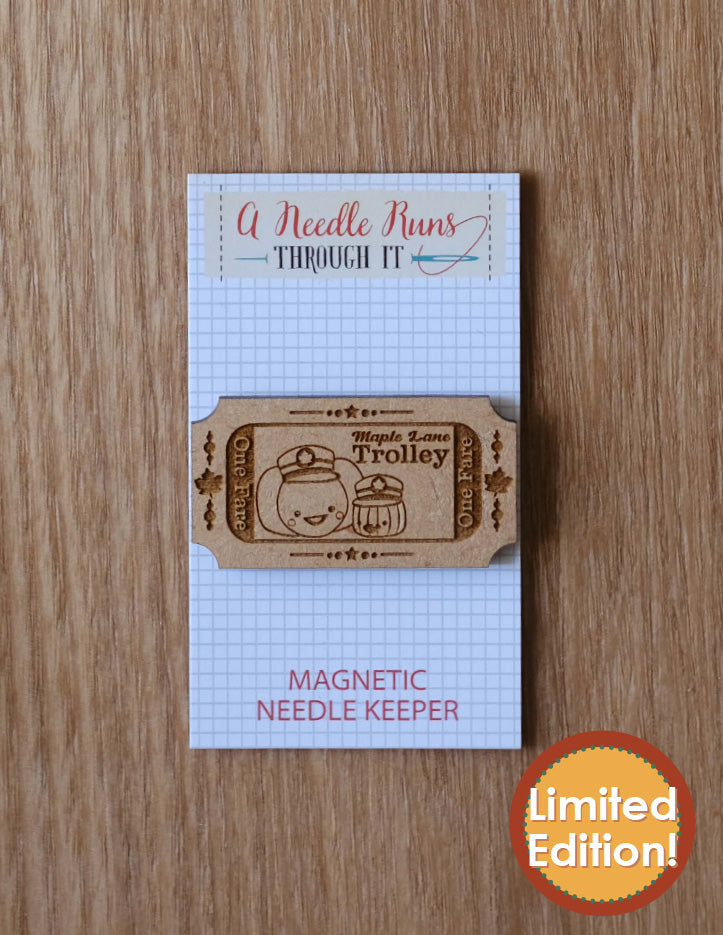 A Needle Runs
THROUGH IT
Maple Lane
Trolley
One Fare
One Fare
MAGNETIC
NEEDLE KEEPER
Limited
Edition!